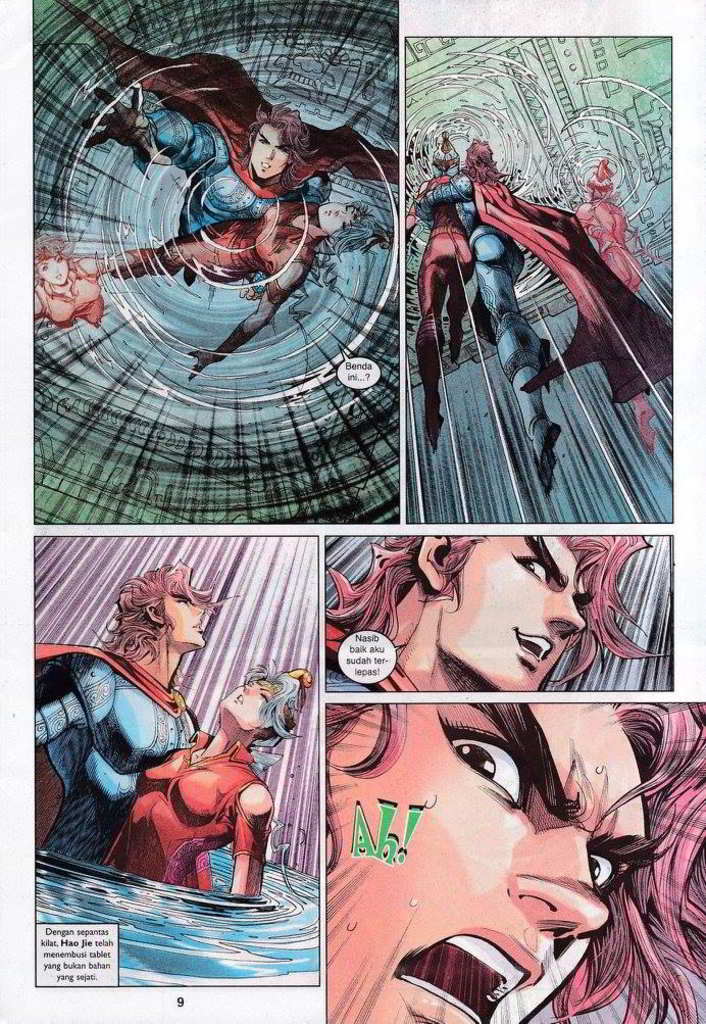 Benda
ini...?
Nasib
baik aku
sudah ter-
lepas!
Ah!
Dengan sepantas
kilat, Hao Jie telah
menembusi tablet
yang bukan bahan
yang sejati.
9